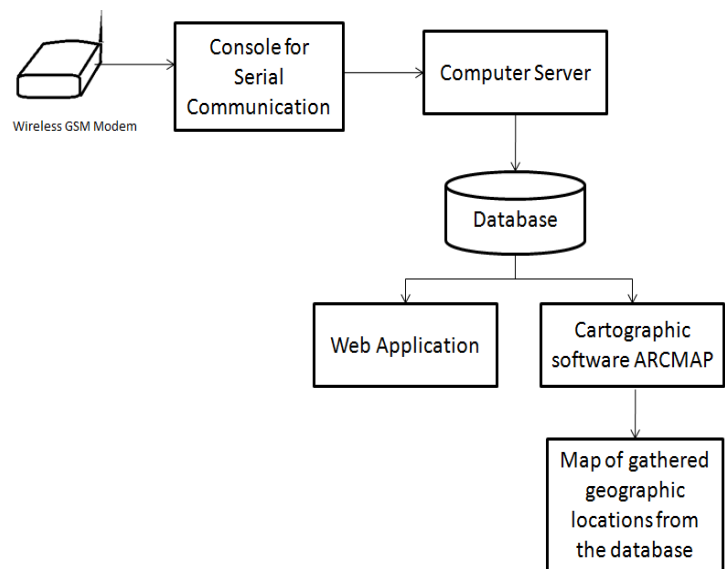 Console for
Serial
Communication
Computer Server
Wireless GSM Modem
Database
Web Application
Cartographic
software ARCMAP
Map of gathered
geographic
locations from
the database